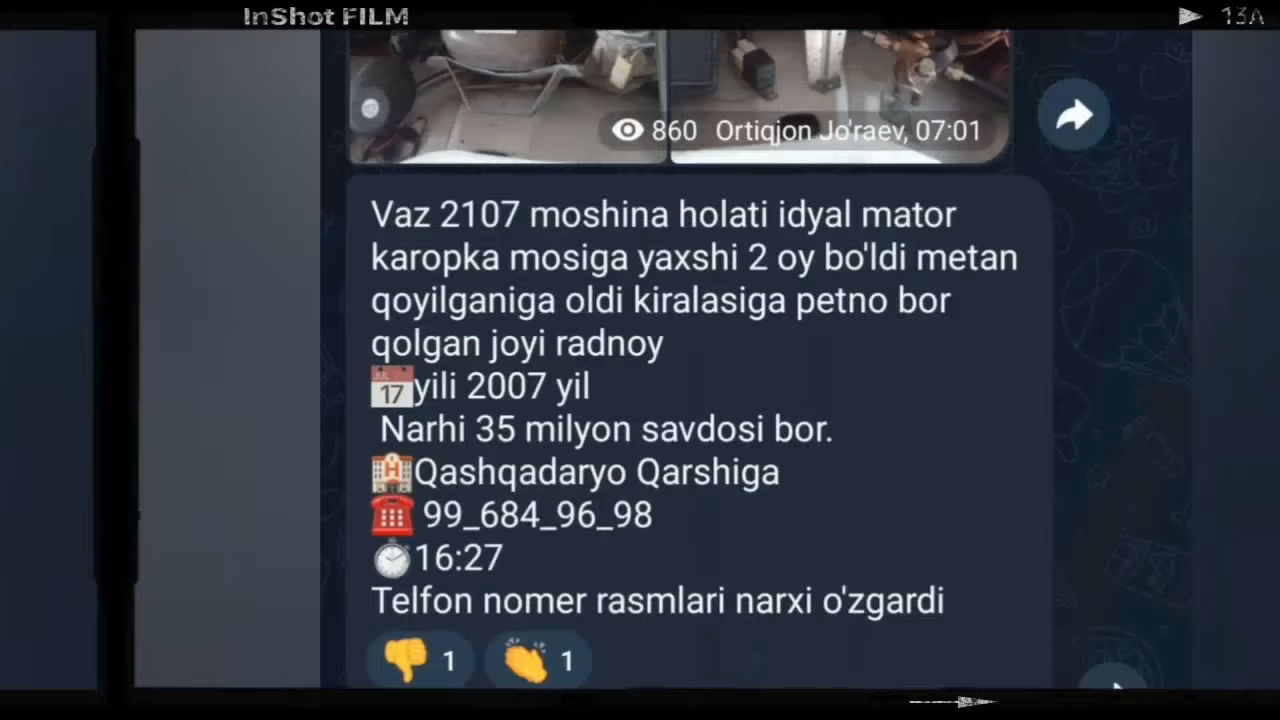 InShot FILM
13A
860 Ortiqjon Jo'raev, 07:01
Vaz 2107 moshina holati idyal mator
karopka mosiga yaxshi 2 oy bo'ldi metan
qoyilganiga oldi kiralasiga petno bor
qolgan joyi radnoy
JUL 17 yili 2007 yil
Narhi 35 milyon savdosi bor.
H Qashqadaryo Qarshiga
99_684_96_98
16:27
Telfon nomer rasmlari narxi o'zgardi
1 1